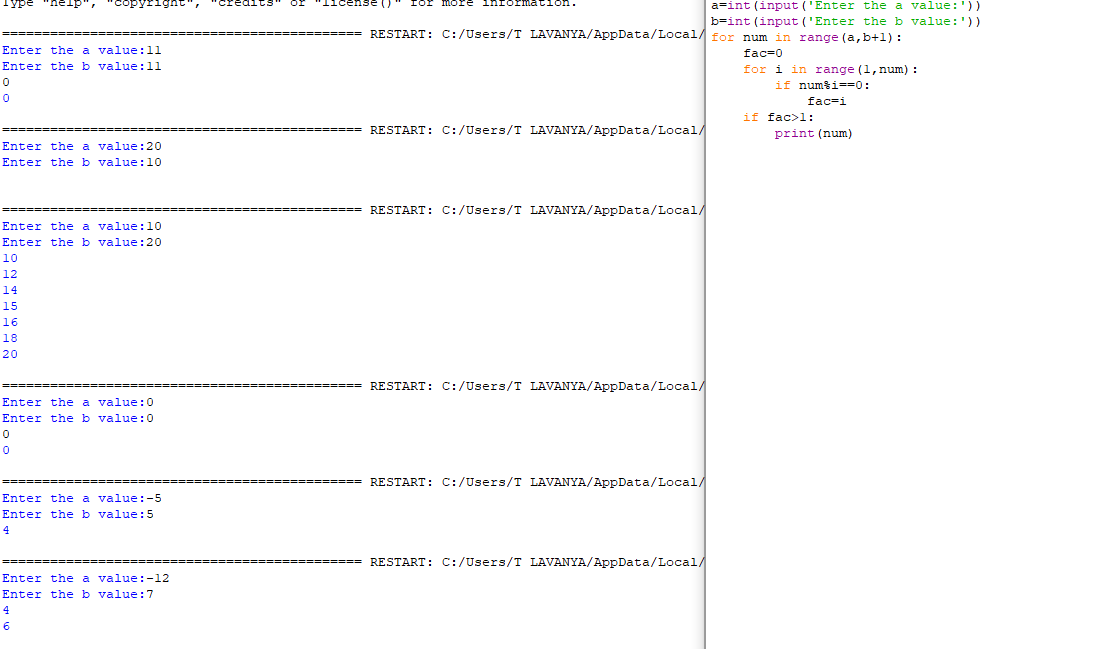 Type "help", "copyright", "credits" or "license()" for more information.
============================================= RESTART: C:/Users/T LAVANYA/AppData/Local/
Enter the a value:11
Enter the b value:11
0
0
============================================= RESTART: C:/Users/T LAVANYA/AppData/Local/
Enter the a value:20
Enter the b value:10
============================================= RESTART: C:/Users/T LAVANYA/AppData/Local/
Enter the a value:10
Enter the b value:20
10
12
14
15
16
18
20
============================================= RESTART: C:/Users/T LAVANYA/AppData/Local/
Enter the a value:0
Enter the b value:0
0
0
============================================= RESTART: C:/Users/T LAVANYA/AppData/Local/
Enter the a value:-5
Enter the b value:5
4
============================================= RESTART: C:/Users/T LAVANYA/AppData/Local/
Enter the a value:-12
Enter the b value:7
4
6
a=int(input('Enter the a value:'))
b=int(input('Enter the b value:'))
for num in range(a,b+1):
    fac=0
    for i in range(1,num):
        if num%i==0:
            fac=i
    if fac>1:
        print(num)